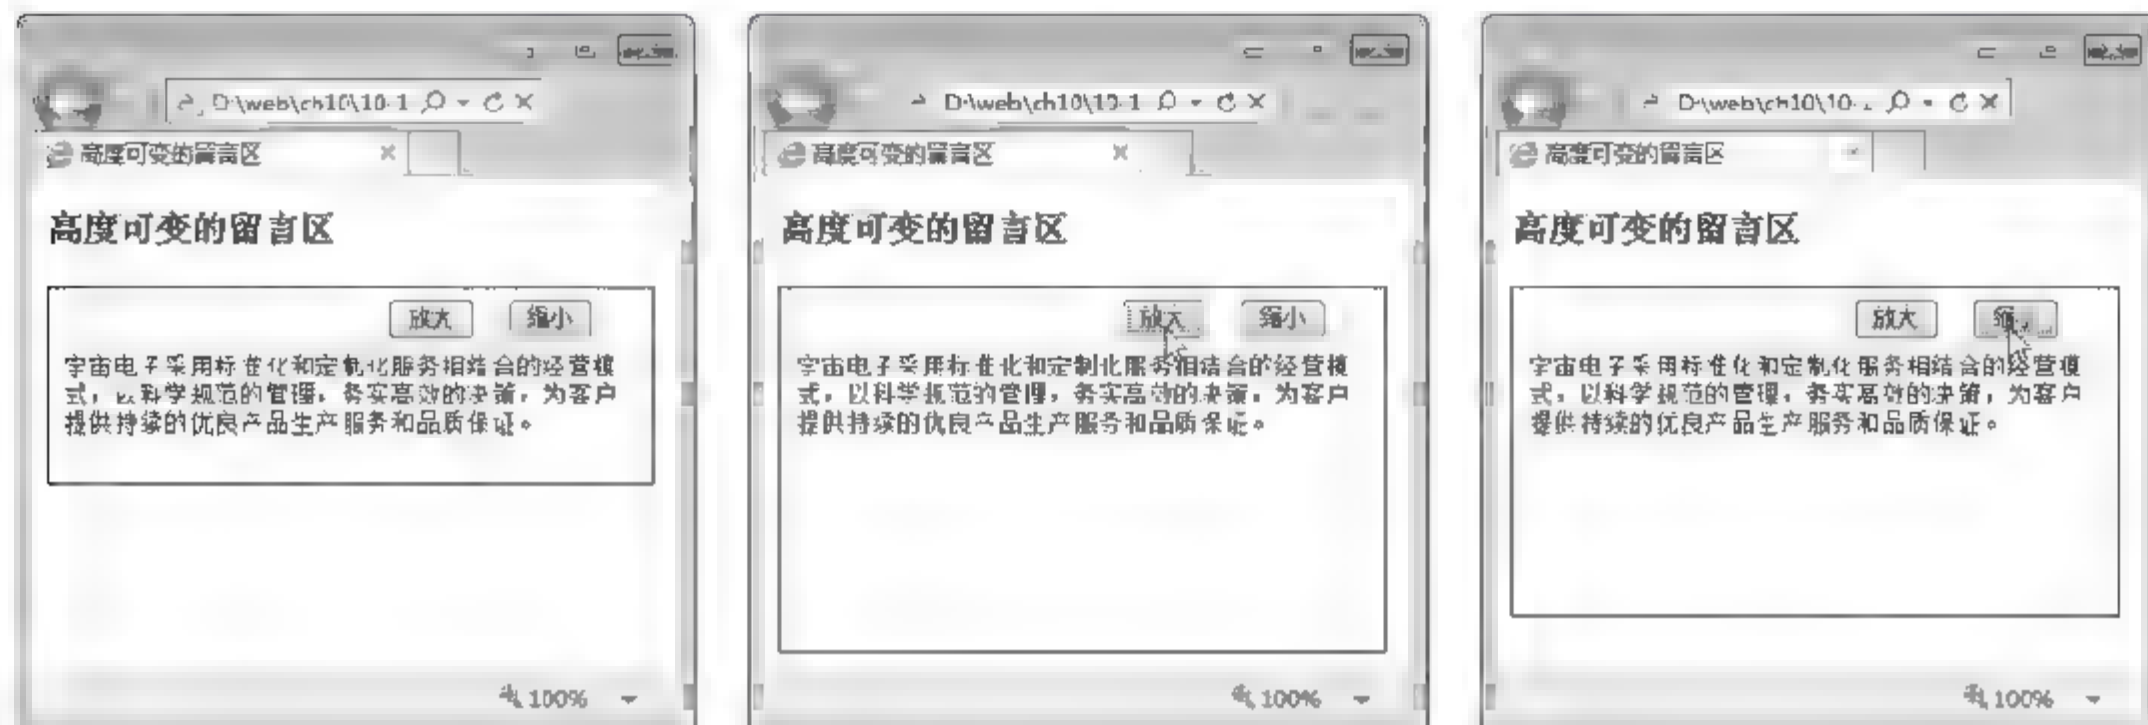 D:\web\ch10\10-1
高度可变的留言区
高度可变的留言区
放大 缩小
宇宙电子采用标准化和定制化服务相结合的经营模
式，以科学规范的管理，务实高效的决策，为客户
提供持续的优良产品生产服务和品质保证。
100%
D:\web\ch10\10-1
高度可变的留言区
高度可变的留言区
放大 缩小
宇宙电子采用标准化和定制化服务相结合的经营模
式，以科学规范的管理，务实高效的决策，为客户
提供持续的优良产品生产服务和品质保证。
100%
D:\web\ch10\10-
高度可变的留言区
高度可变的留言区
放大 缩
宇宙电子采用标准化和定制化服务相结合的经营模
式，以科学规范的管理，务实高效的决策，为客户
提供持续的优良产品生产服务和品质保证。
100%